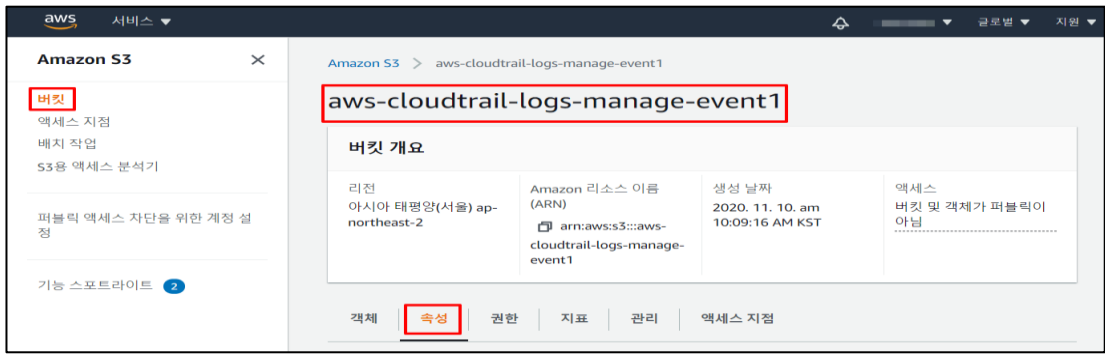 aws 서비스 ▼ 글로벌 ▼ 지원 ▼
Amazon S3 ×
버킷
액세스 지점
배치 작업
S3용 액세스 분석기
퍼블릭 액세스 차단을 위한 계정 설
정
기능 스포트라이트 2
Amazon S3 > aws-cloudtrail-logs-manage-event1
aws-cloudtrail-logs-manage-event1
버킷 개요
리전
아시아 태평양(서울) ap-
northeast-2
Amazon 리소스 이름
(ARN)
arn:aws:s3:::aws-
cloudtrail-logs-manage-
event1
생성 날짜
2020. 11. 10. am
10:09:16 AM KST
액세스
버킷 및 객체가 퍼블릭이
아님
객체 속성 권한 지표 관리 액세스 지점